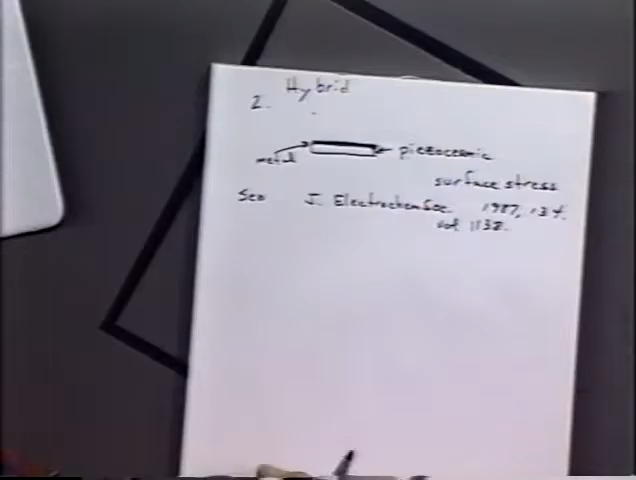 Hybrid
2.
metal piezoceramic
surface stress
See J. Electrochem Soc. 1987, 134,
vol 1138.